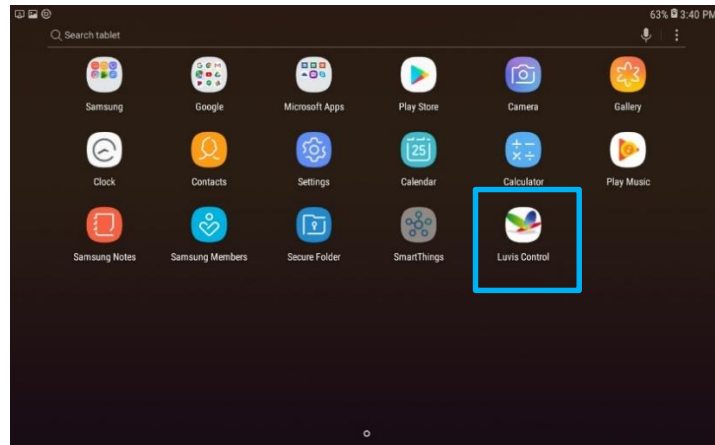 63% 3:40 PM
Search tablet
Samsung
Google
Microsoft Apps
Play Store
Camera
Gallery
25
Clock
Contacts
Settings
Calendar
Calculator
Play Music
Samsung Notes
Samsung Members
Secure Folder
SmartThings
Luvis Control